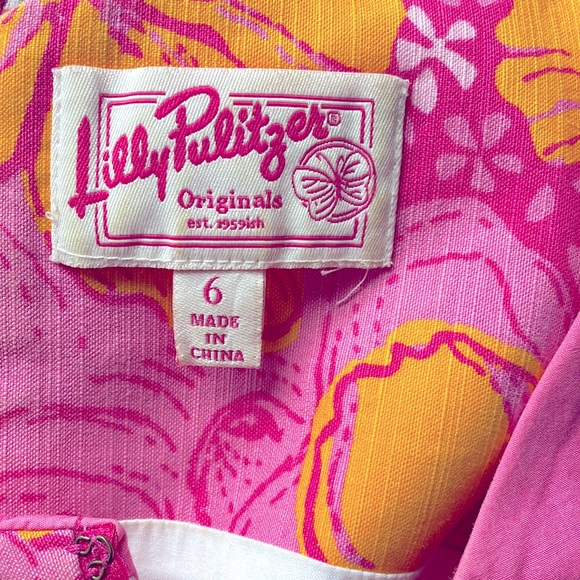 Lilly Pulitzer®
Originals
est. 1959ish
6
MADE
IN
CHINA